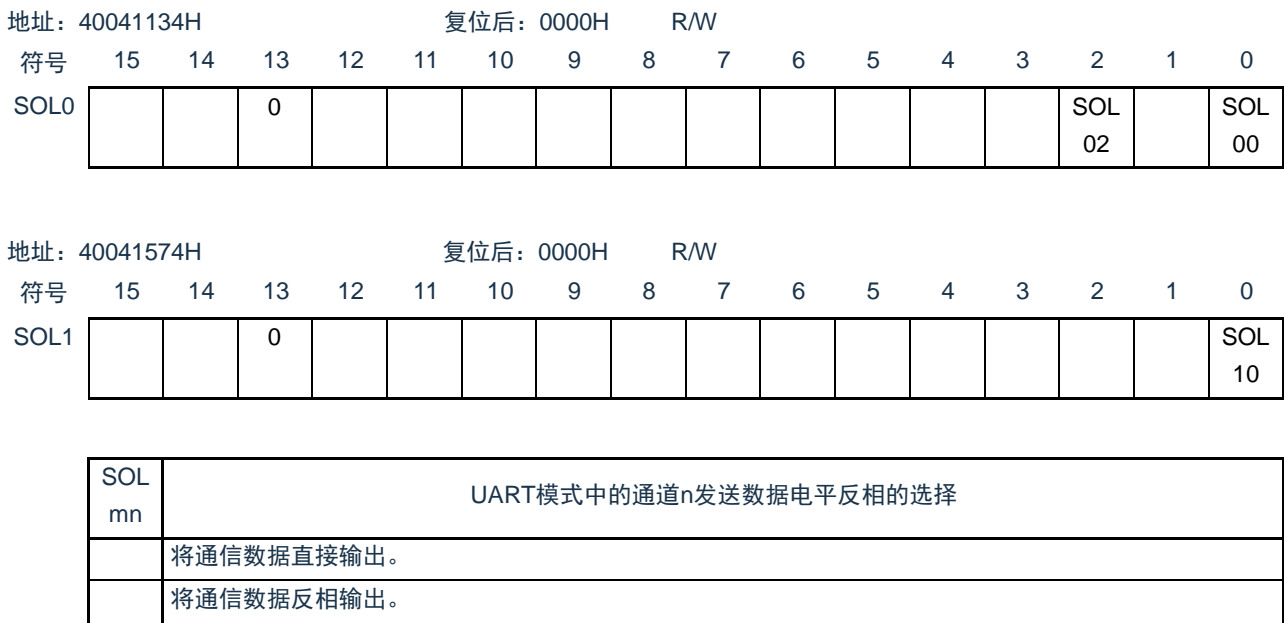 地址：40041134H 复位后：0000H R/W
符号 15 14 13 12 11 10 9 8 7 6 5 4 3 2 1 0
SOL0 0 SOL 02 SOL 00
地址：40041574H 复位后：0000H R/W
符号 15 14 13 12 11 10 9 8 7 6 5 4 3 2 1 0
SOL1 0 SOL 10
SOL mn UART模式中的通道n发送数据电平反相的选择
将通信数据直接输出。
将通信数据反相输出。